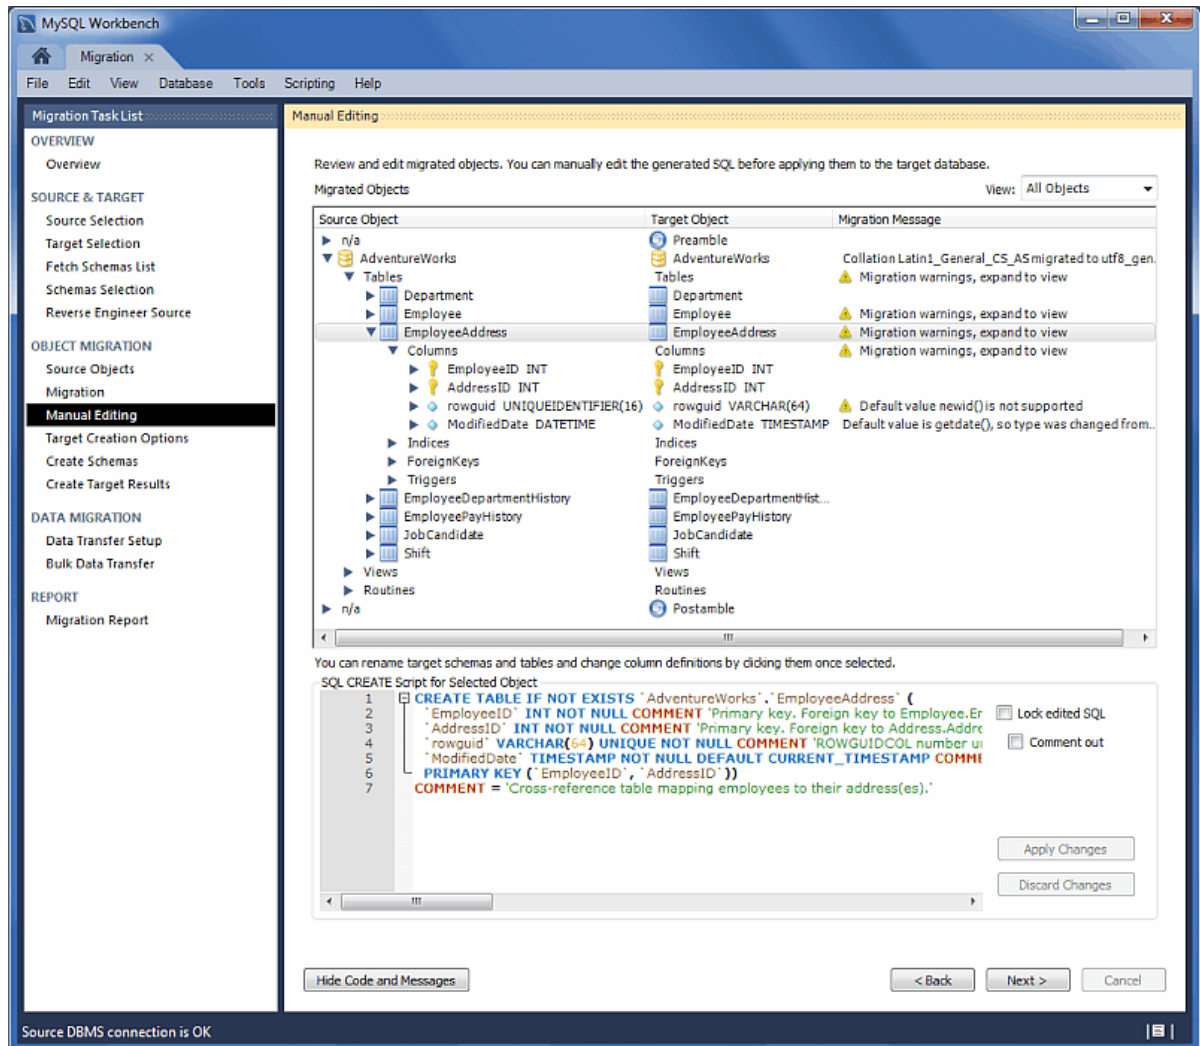 MySQL Workbench
Migration
File Edit View Database Tools Scripting Help
Migration Task List
OVERVIEW
Overview
SOURCE & TARGET
Source Selection
Target Selection
Fetch Schemas List
Schemas Selection
Reverse Engineer Source
OBJECT MIGRATION
Source Objects
Migration
Manual Editing
Target Creation Options
Create Schemas
Create Target Results
DATA MIGRATION
Data Transfer Setup
Bulk Data Transfer
REPORT
Migration Report
Manual Editing
Review and edit migrated objects. You can manually edit the generated SQL before applying them to the target database.
Migrated Objects View: All Objects
Source Object Target Object Migration Message
n/a Preamble
AdventureWorks AdventureWorks Collation Latin1_General_CS_AS migrated to utf8_gen.
Tables Tables Migration warnings, expand to view
Department Department
Employee Employee Migration warnings, expand to view
EmployeeAddress EmployeeAddress Migration warnings, expand to view
Columns Columns Migration warnings, expand to view
EmployeeID INT EmployeeID INT
AddressID INT AddressID INT
rowguid UNIQUEIDENTIFIER(16) rowguid VARCHAR(64) Default value newid() is not supported
ModifiedDate DATETIME ModifiedDate TIMESTAMP Default value is getdate(), so type was changed from..
Indices Indices
ForeignKeys ForeignKeys
Triggers Triggers
EmployeeDepartmentHistory EmployeeDepartmentHist...
EmployeePayHistory EmployeePayHistory
JobCandidate JobCandidate
Shift Shift
Views Views
Routines Routines
n/a Postamble
You can rename target schemas and tables and change column definitions by clicking them once selected.
SQL CREATE Script for Selected Object
1 CREATE TABLE IF NOT EXISTS `AdventureWorks`.`EmployeeAddress` (
2 `EmployeeID` INT NOT NULL COMMENT 'Primary key. Foreign key to Employee.Er
3 `AddressID` INT NOT NULL COMMENT 'Primary key. Foreign key to Address.Addre
4 `rowguid` VARCHAR(64) UNIQUE NOT NULL COMMENT 'ROWGUIDCOL number ui
5 `ModifiedDate` TIMESTAMP NOT NULL DEFAULT CURRENT_TIMESTAMP COMME
6 PRIMARY KEY (`EmployeeID`, `AddressID`))
7 COMMENT = 'Cross-reference table mapping employees to their address(es).'
Lock edited SQL
Comment out
Apply Changes
Discard Changes
Hide Code and Messages < Back Next > Cancel
Source DBMS connection is OK